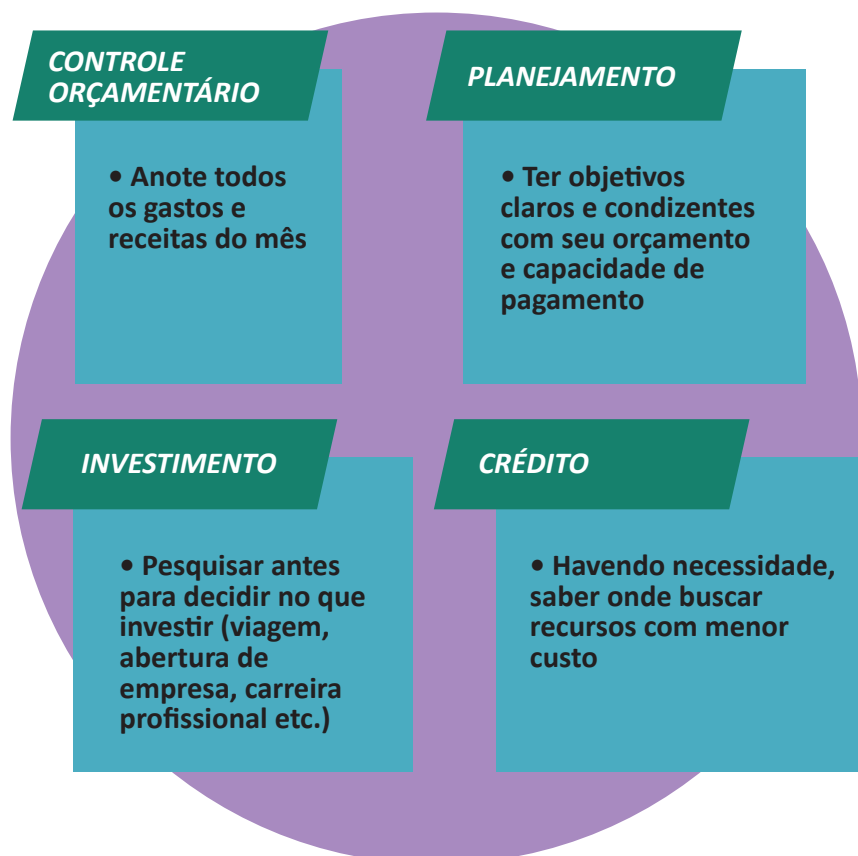 CONTROLE
ORÇAMENTÁRIO
• Anote todos
os gastos e
receitas do mês
PLANEJAMENTO
• Ter objetivos
claros e condizentes
com seu orçamento
e capacidade de
pagamento
INVESTIMENTO
• Pesquisar antes
para decidir no que
investir (viagem,
abertura de
empresa, carreira
profissional etc.)
CRÉDITO
• Havendo necessidade,
saber onde buscar
recursos com menor
custo